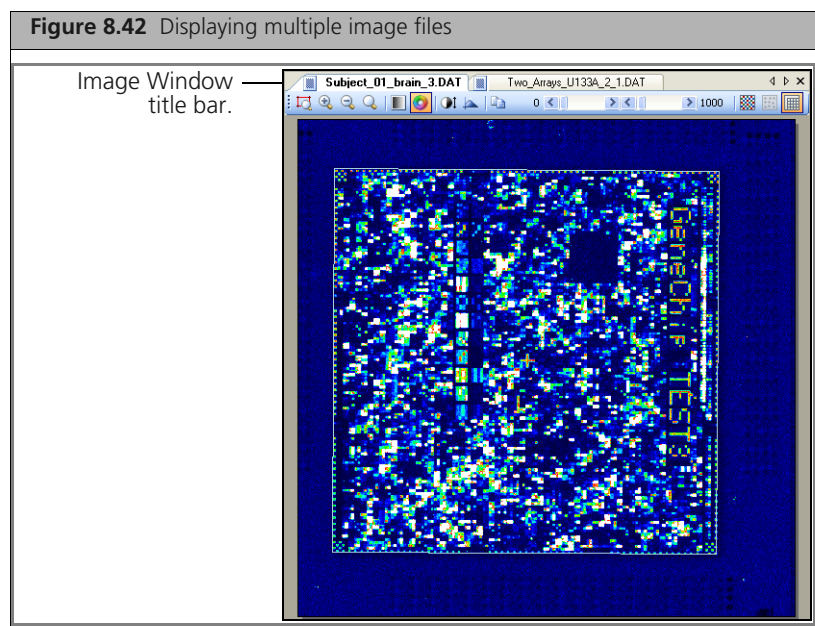 Figure 8.42 Displaying multiple image files
Image Window
title bar.
Subject_01_brain_3.DAT
Two_Arrays_U133A_2_1.DAT
0
1000
GeneChip TEST3